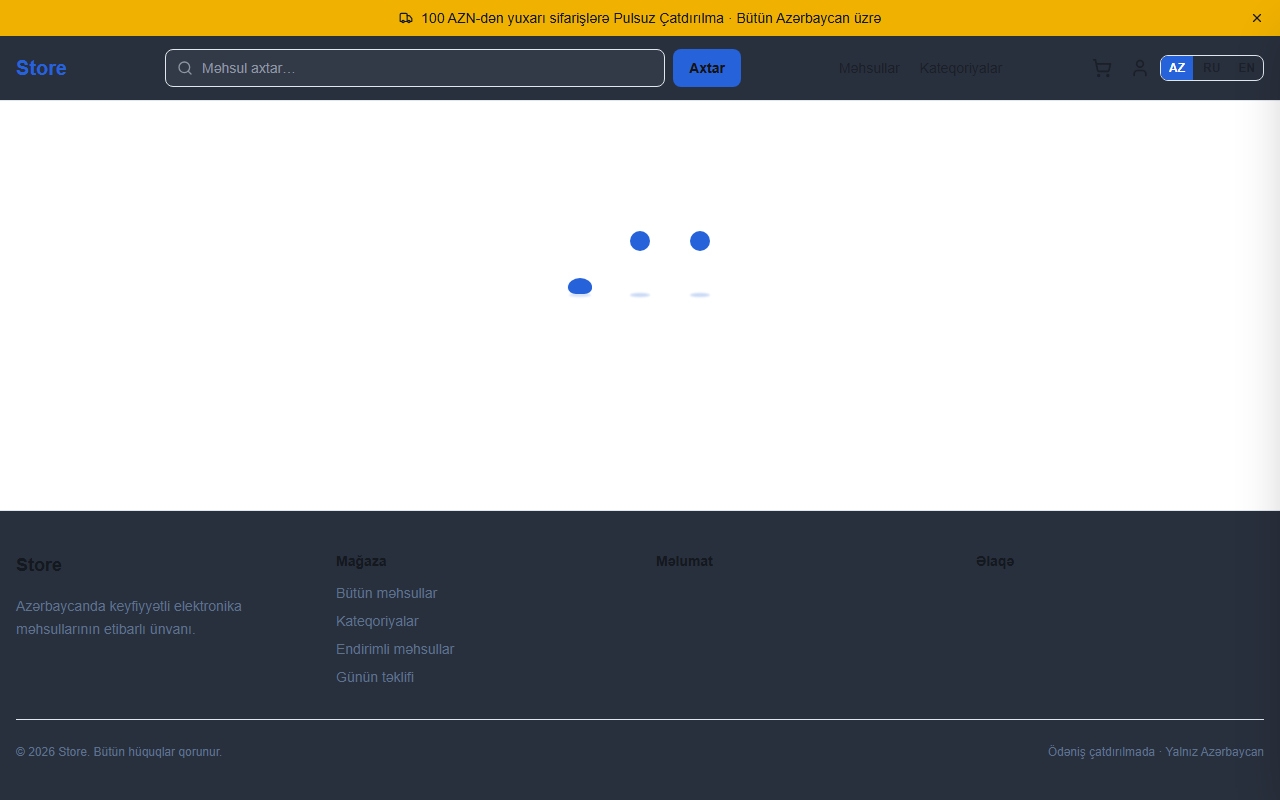 100 AZN-dən yuxarı sifarişlərə Pulsuz Çatdırılma · Bütün Azərbaycan üzrə
Store
Məhsul axtar...
Axtar
Məhsullar
Kateqoriyalar
AZ
RU
EN
Store
Azərbaycanda keyfiyyətli elektronika
məhsullarının etibarlı ünvanı.
Mağaza
Bütün məhsullar
Kateqoriyalar
Endirimli məhsullar
Günün təklifi
Məlumat
Əlaqə
© 2026 Store. Bütün hüquqlar qorunur.
Ödəniş çatdırılmada · Yalnız Azərbaycan